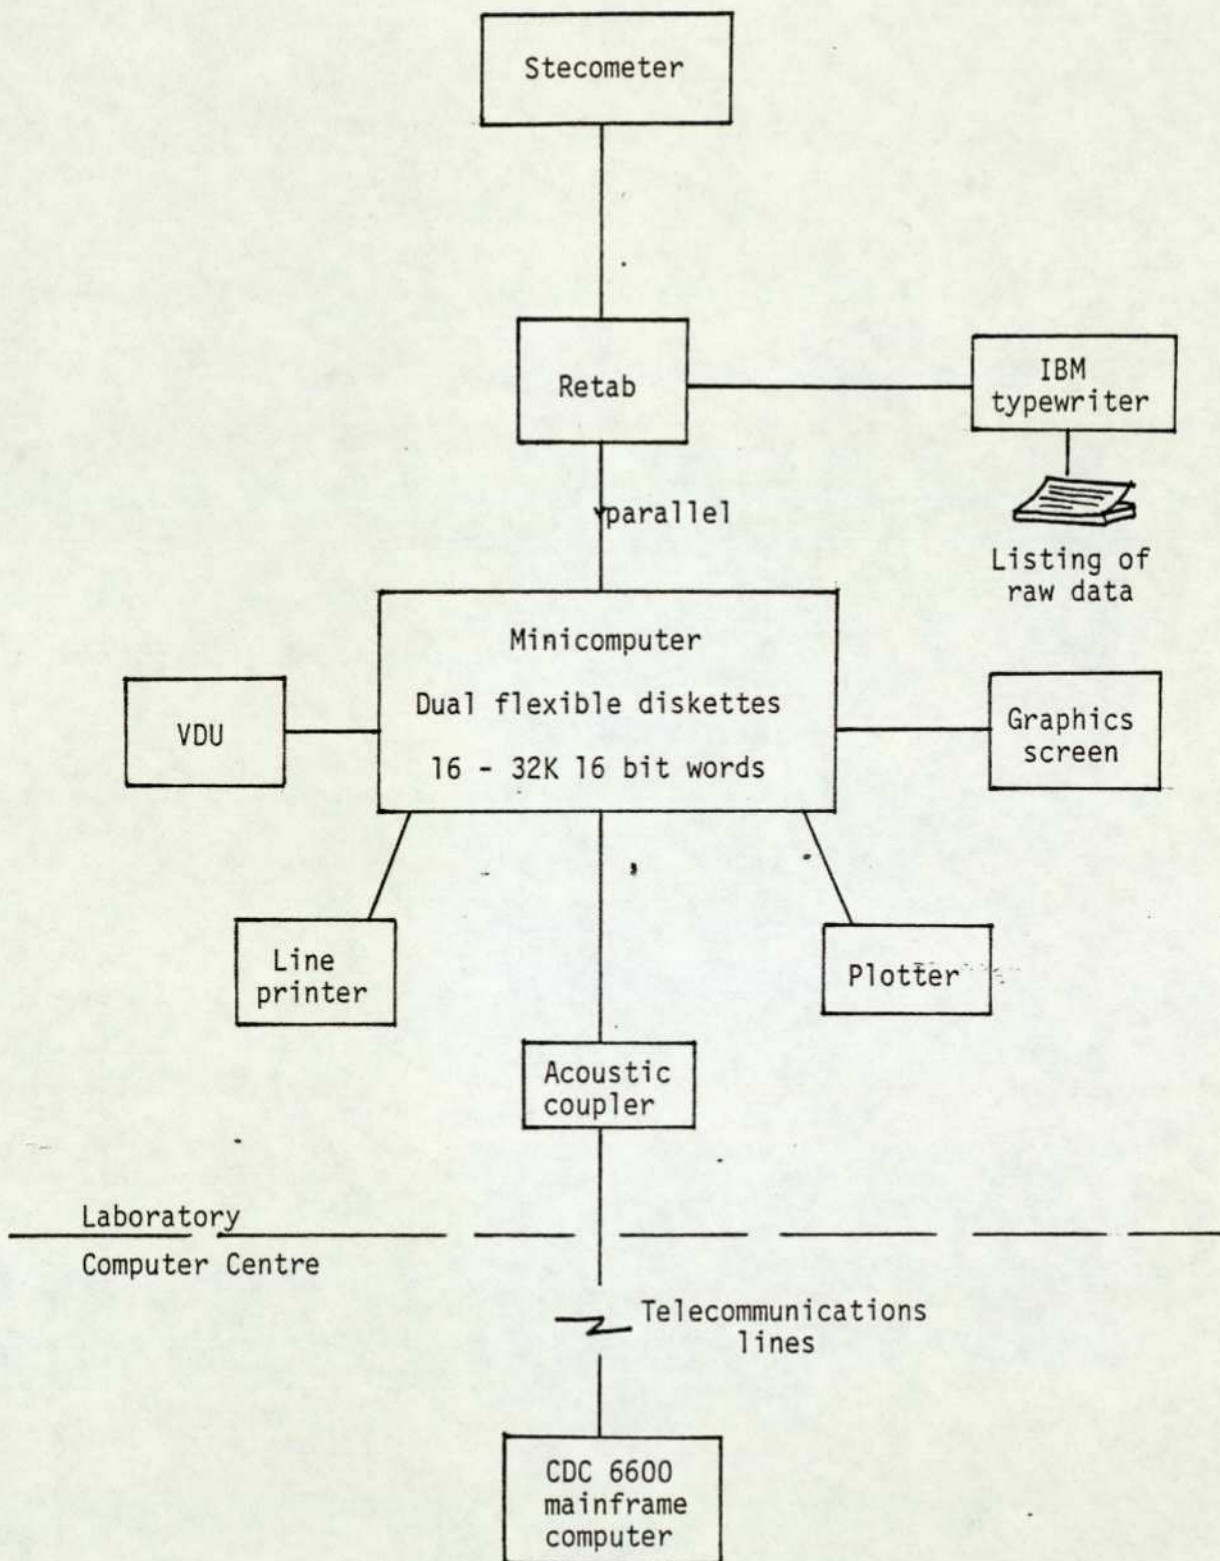 Stecometer
Retab
IBM
typewriter
parallel
Listing of
raw data
Minicomputer
Dual flexible diskettes
16 - 32K 16 bit words
VDU
Graphics
screen
Line
printer
Plotter
Acoustic
coupler
Laboratory
Computer Centre
Telecommunications
lines
CDC 6600
mainframe
computer